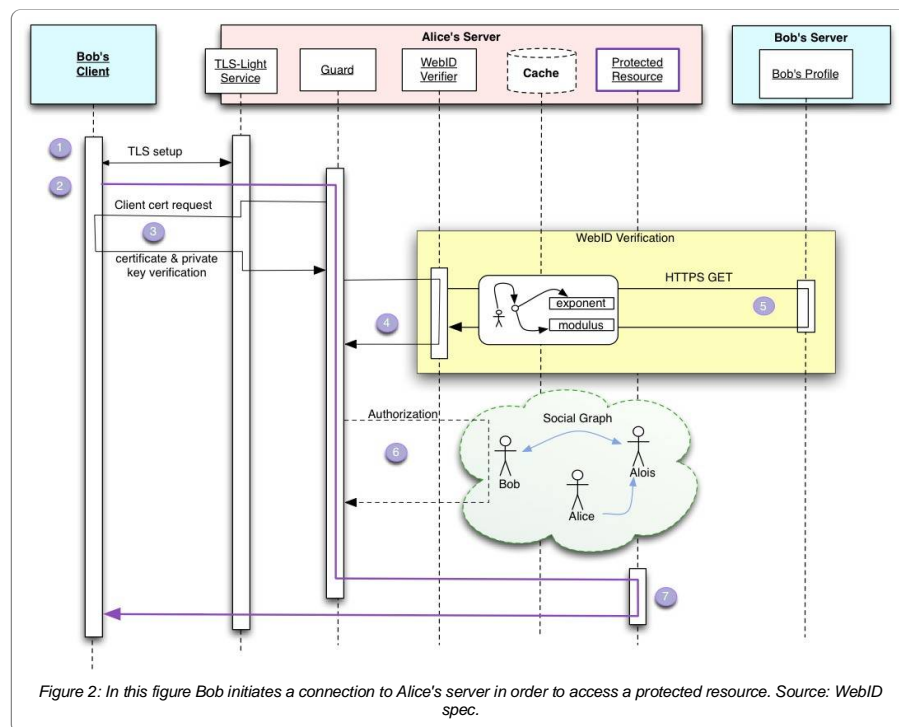 Alice's Server
Bob's Server
Bob's
Client
TLS-Light
Service
Guard
WebID
Verifier
Cache
Protected
Resource
Bob's Profile
1
TLS setup
2
Client cert request
3
certificate & private
key verification
WebID Verification
HTTPS GET
exponent
modulus
4
5
Authorization
Social Graph
6
Bob
Alois
Alice
7
Figure 2: In this figure Bob initiates a connection to Alice's server in order to access a protected resource. Source: WebID
spec.